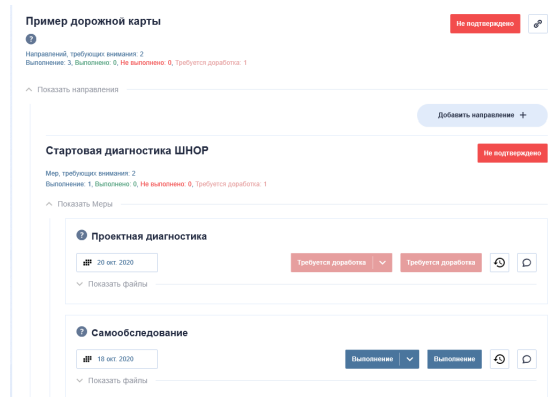 Пример дорожной карты
Не подтверждено
?
Направлений, требующих внимания: 2
Выполнение: 3, Выполнено: 0, Не выполнено: 0, Требуется доработка: 1
Показать направления
Добавить направление +
Стартовая диагностика ШНОР
Не подтверждено
Мер, требующих внимания: 2
Выполнение: 1, Выполнено: 0, Не выполнено: 0, Требуется доработка: 1
Показать Меры
? Проектная диагностика
20 окт. 2020 Требуется доработка Требуется доработка
Показать файлы
? Самообследование
18 окт. 2020 Выполнение Выполнение
Показать файлы